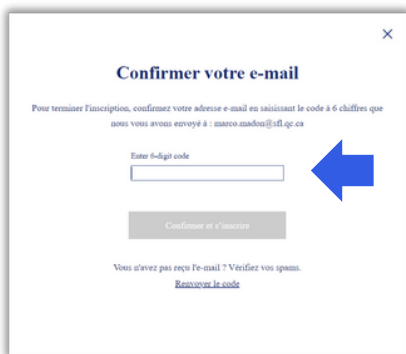 Confirmer votre e-mail
Pour terminer l'inscription, confirmez votre adresse e-mail en saisissant le code à 6 chiffres que
nous vous avons envoyé à : marco.madon@sfl.qc.ca
Enter 6-digit code
Confirmer et s'inscrire
Vous n'avez pas reçu l'e-mail ? Vérifiez vos spams.
Renvoyer le code